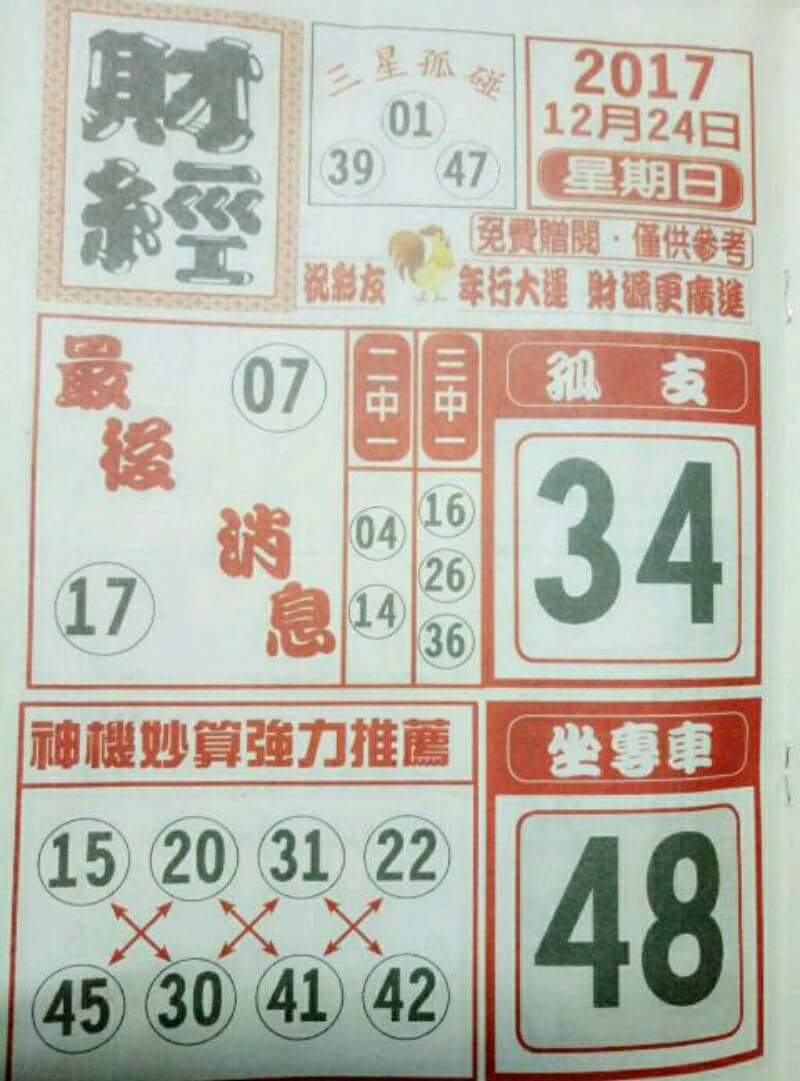 財經
三星孤碰
01
39 47
2017
12月24日
星期日
免費贈閱·僅供參考
祝彩友 年行大運 財源更廣進
最後消息
07
17
二中一
04
14
三中一
16
26
36
孤支
34
神機妙算強力推薦
15 20 31 22
45 30 41 42
坐專車
48